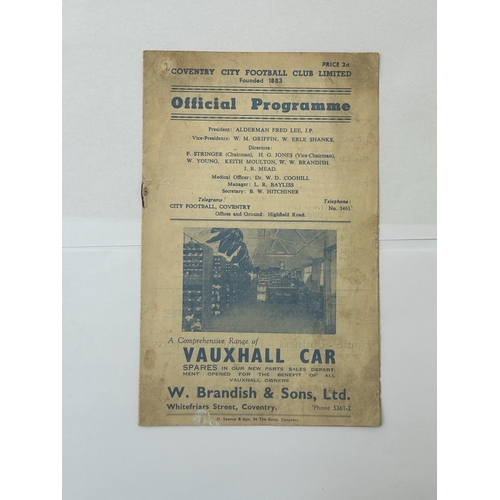 PRICE 2d
COVENTRY CITY FOOTBALL CLUB LIMITED
Founded 1883
Official Programme
President: ALDERMAN FRED LEE, J.P.
Vice-Presidents: W. M. GRIFFIN, W. ERLE SHANKS.
Directors:
F. STRINGER (Chairman), H. G. JONES (Vice-Chairman),
W. YOUNG, KEITH MOULTON, W. W. BRANDISH,
J. R. MEAD.
Medical Officer: Dr. W. D. COGHILL
Manager: L. R. BAYLISS
Secretary: B. W. HITCHINER
Telegrams: Telephone:
CITY FOOTBALL, COVENTRY No. 5461
Offices and Ground: Highfield Road.
A Comprehensive Range of
VAUXHALL CAR
SPARES IN OUR NEW PARTS SALES DEPART-
MENT OPENED FOR THE BENEFIT OF ALL
VAUXHALL OWNERS
W. Brandish & Sons, Ltd.
Whitefriars Street, Coventry. 'Phone 5361-2